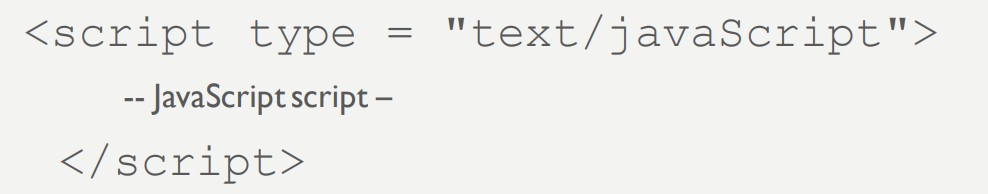 <script type = "text/javaScript">
-- JavaScript script –
</script>